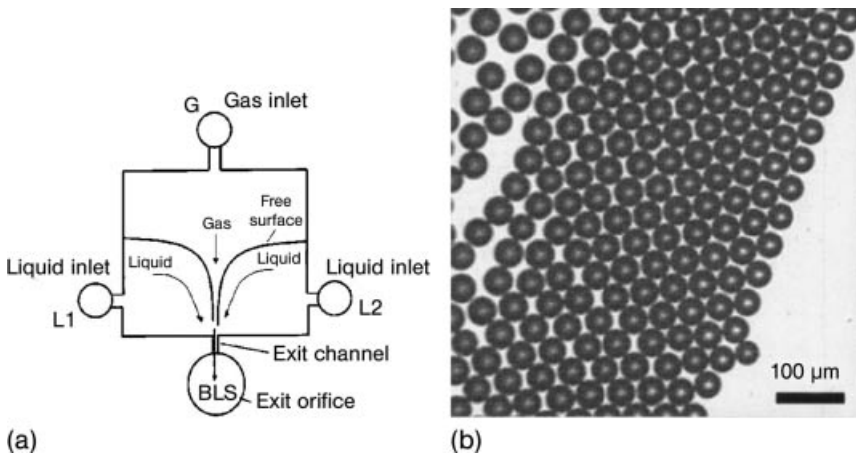 G Gas inlet
Free
surface
Gas
Liquid inlet
Liquid
Liquid
Liquid inlet
L1
L2
Exit channel
BLS
Exit orifice
(a)
100 µm
(b)